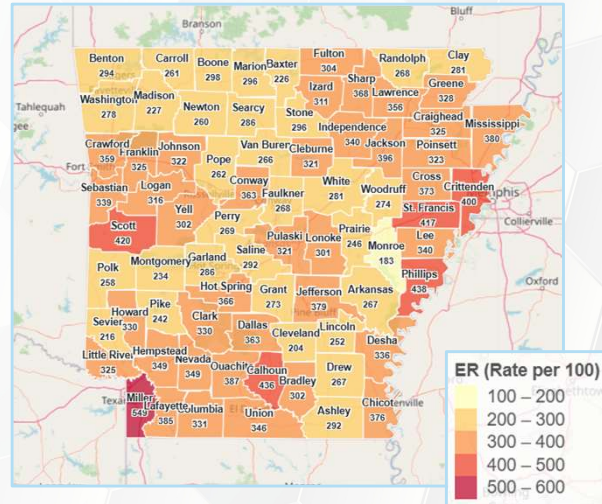 Branson
Bluff
Benton
294
Carroll
261
Boone
298
Marion
296
Baxter
226
Fulton
304
Randolph
268
Clay
281
Sharp
368
Izard
311
Lawrence
356
Greene
328
Washington
278
Madison
227
Newton
260
Searcy
286
Stone
296
Independence
340
Craighead
325
Mississippi
380
Tahlequah
Crawford
359
Franklin
325
Johnson
322
Van Buren
266
Cleburne
321
Jackson
396
Poinsett
323
Pope
262
Conway
363
Faulkner
268
White
281
Woodruff
274
Cross
373
Crittenden
400
Sebastian
339
Logan
316
Yell
302
Perry
269
St. Francis
417
Collierville
Scott
420
Pulaski
321
Lonoke
301
Prairie
246
Monroe
183
Lee
340
Saline
292
Garland
286
Montgomery
234
Polk
258
Hot Spring
366
Grant
273
Jefferson
379
Arkansas
267
Phillips
438
Oxford
Pike
242
Howard
330
Sevier
216
Clark
330
Dallas
363
Cleveland
204
Lincoln
252
Desha
336
Little River
325
Hempstead
349
Nevada
349
Ouachita
387
Calhoun
436
Bradley
302
Drew
267
Miller
549
Lafayette
385
Columbia
331
Union
346
Ashley
292
Chicot
376
ER (Rate per 100)
100 – 200
200 – 300
300 – 400
400 – 500
500 – 600